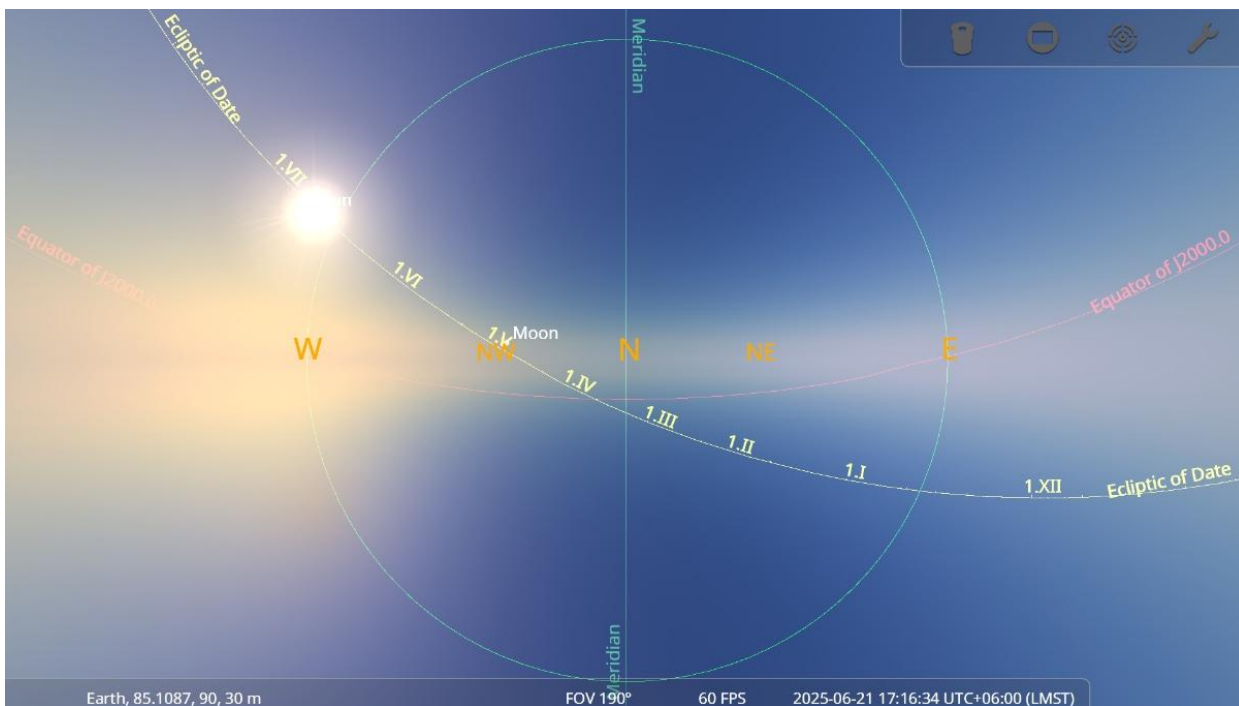 Ecliptic of Date
Meridian
1.VII
Equator of J2000.0
Equator of J2000.0
1.VI
W
1.V
Moon
NW
N
NE
E
1.IV
1.III
1.II
1.I
1.XII
Ecliptic of Date
Meridian
Earth, 85.1087, 90, 30 m
FOV 190°
60 FPS
2025-06-21 17:16:34 UTC+06:00 (LMST)